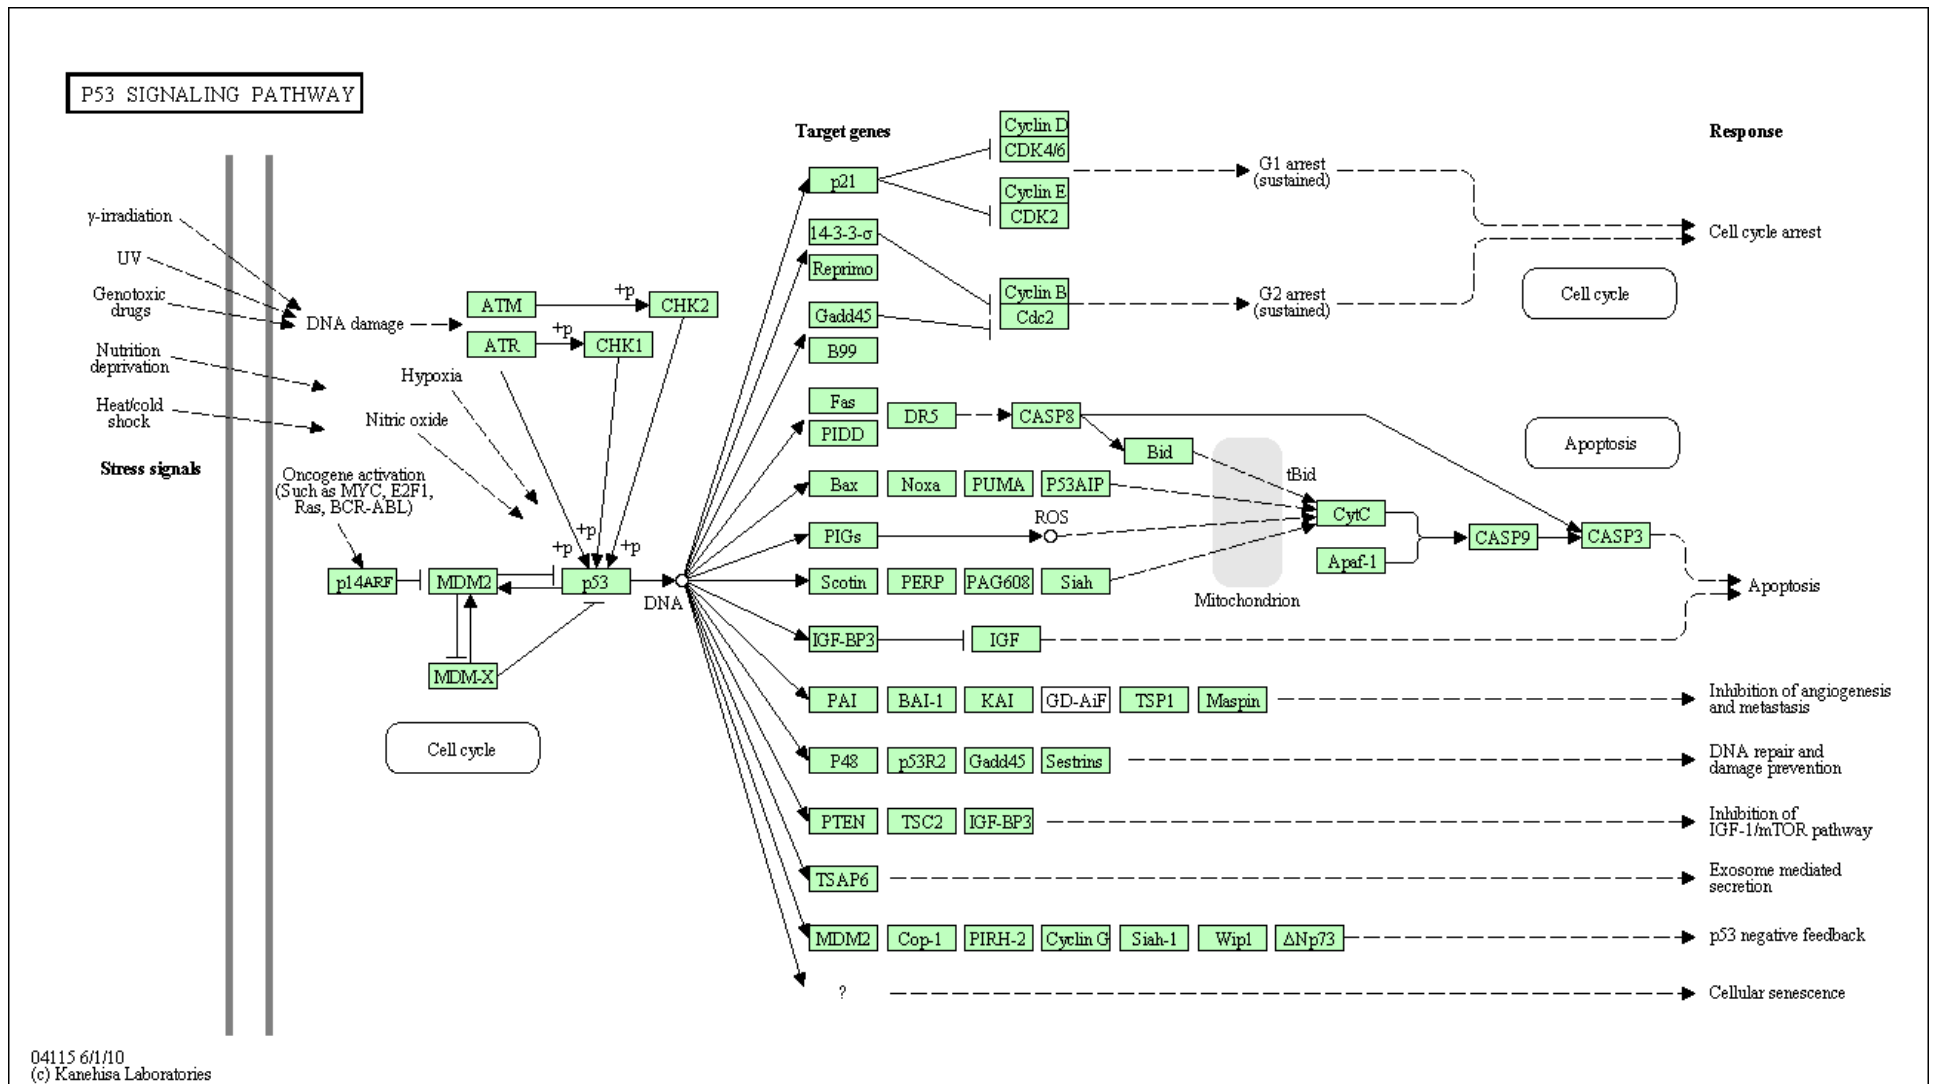 P53 SIGNALING PATHWAY
Target genes
Response
γ-irradiation
UV
Genotoxic
drugs
Nutrition
deprivation
Heat/cold
shock
Stress signals
DNA damage
ATM
+p
CHK2
ATR
+p
CHK1
Hypoxia
Nitric oxide
Oncogene activation
(Such as MYC, E2F1,
Ras, BCR-ABL)
+p
+p
+p
p14ARF
MDM2
p53
DNA
MDM-X
Cell cycle
p21
Cyclin D
CDK4/6
Cyclin E
CDK2
G1 arrest
(sustained)
14-3-3-σ
Reprimo
Gadd45
B99
Cyclin B
Cdc2
G2 arrest
(sustained)
Cell cycle arrest
Cell cycle
Fas
PIDD
DR5
CASP8
Bid
tBid
Apoptosis
Bax
Noxa
PUMA
P53AIP
CytC
PIGs
ROS
CASP9
CASP3
Apaf-1
Scotin
PERP
PAG608
Siah
Mitochondrion
Apoptosis
IGF-BP3
IGF
PAI
BAI-1
KAI
GD-AiF
TSP1
Maspin
Inhibition of angiogenesis
and metastasis
P48
p53R2
Gadd45
Sestrins
DNA repair and
damage prevention
PTEN
TSC2
IGF-BP3
Inhibition of
IGF-1/mTOR pathway
TSAP6
Exosome mediated
secretion
MDM2
Cop-1
PIRH-2
Cyclin G
Siah-1
Wip1
ΔNp73
p53 negative feedback
?
Cellular senescence
04115 6/1/10
(c) Kanehisa Laboratories